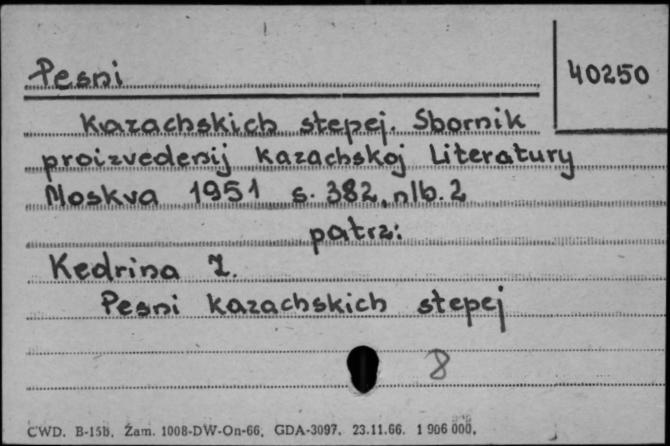 Pesni
40250
Kazachskich stepej. Sbornik
proizvedenij kazachskoj Literatury
Moskva 1951 s. 382, nlb. 2
patrz:
Kedrina Z.
Pesni kazachskich stepej
8
CWD. B-15b. Zam. 1008-DW-On-66. GDA-3097. 23.11.66. 1 906 000.